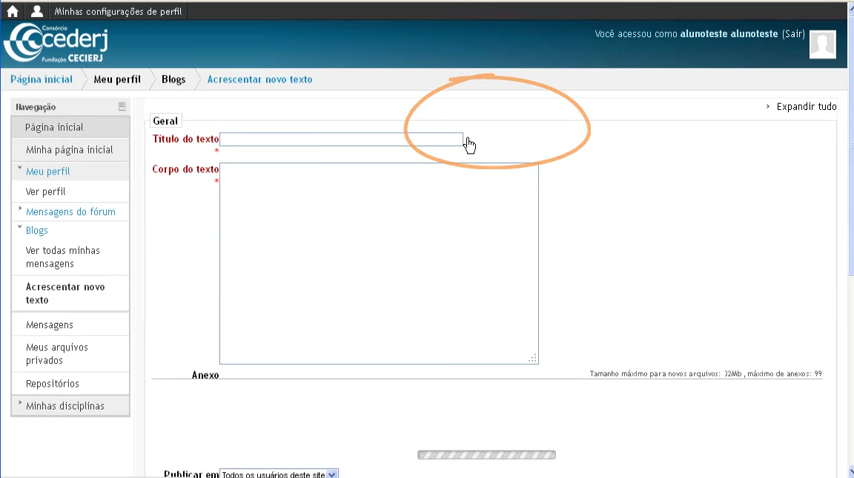 Minhas configurações de perfil
Consórcio
cederj
Fundação CECIERJ
Você acessou como alunoteste alunoteste (Sair)
Página inicial Meu perfil Blogs Acrescentar novo texto
Navegação
Expandir tudo
Página inicial
Minha página inicial
Meu perfil
Ver perfil
Mensagens do fórum
Blogs
Ver todas minhas
mensagens
Acrescentar novo
texto
Mensagens
Meus arquivos
privados
Repositórios
Minhas disciplinas
Geral
Título do texto
*
Corpo do texto
*
Anexo
Tamanho máximo para novos arquivos: 32Mb, máximo de anexos: 99
Publicar em Todos os usuários deste site